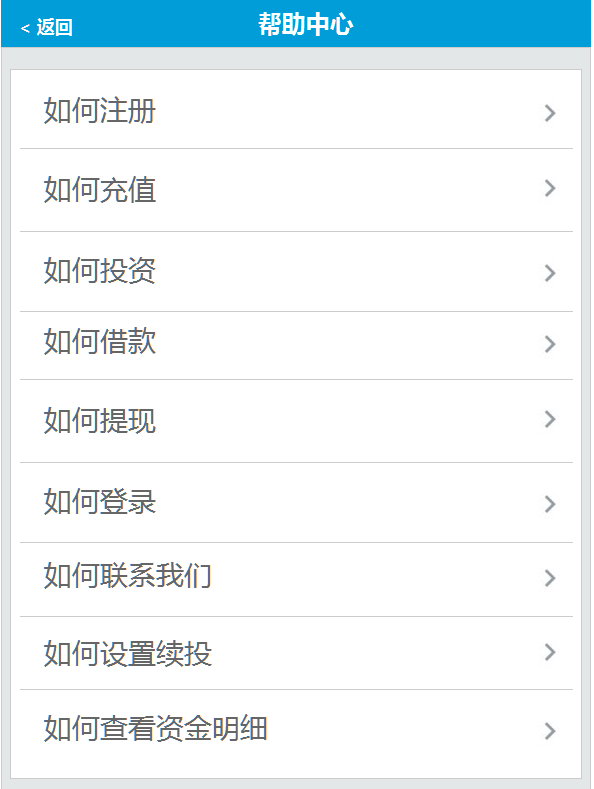 < 返回
帮助中心
如何注册
如何充值
如何投资
如何借款
如何提现
如何登录
如何联系我们
如何设置续投
如何查看资金明细